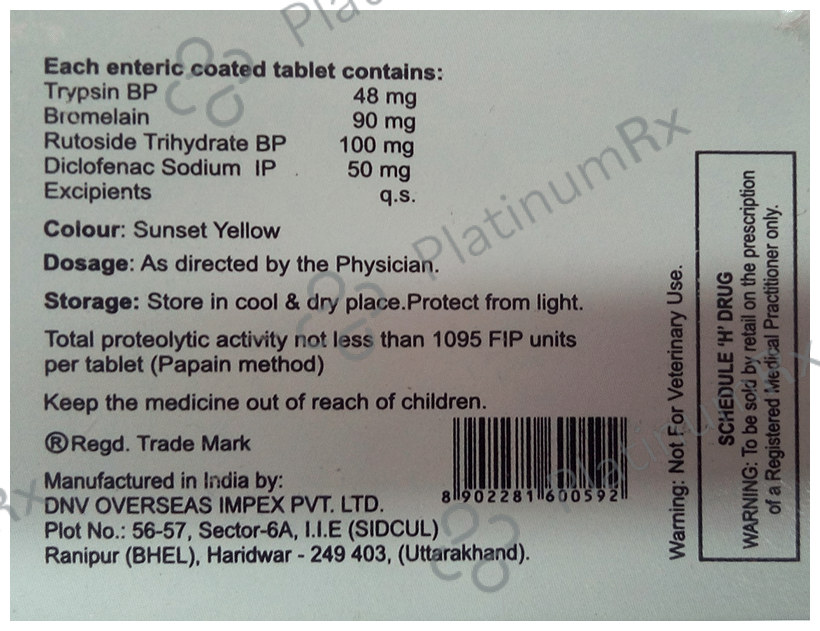 Each enteric coated tablet contains:
Trypsin BP 48 mg
Bromelain 90 mg
Rutoside Trihydrate BP 100 mg
Diclofenac Sodium IP 50 mg
Excipients q.s.
Colour: Sunset Yellow
Dosage: As directed by the Physician.
Storage: Store in cool & dry place.Protect from light.
Total proteolytic activity not less than 1095 FIP units
per tablet (Papain method)
Keep the medicine out of reach of children.
®Regd. Trade Mark
Manufactured in India by:
DNV OVERSEAS IMPEX PVT. LTD.
Plot No.: 56-57, Sector-6A, I.I.E (SIDCUL)
Ranipur (BHEL), Haridwar - 249 403, (Uttarakhand).
8 902281 600592
Warning: Not For Veterinary Use.
SCHEDULE 'H' DRUG
WARNING: To be sold by retail on the prescription
of a Registered Medical Practitioner only.
PlatinumRx
PlatinumRx